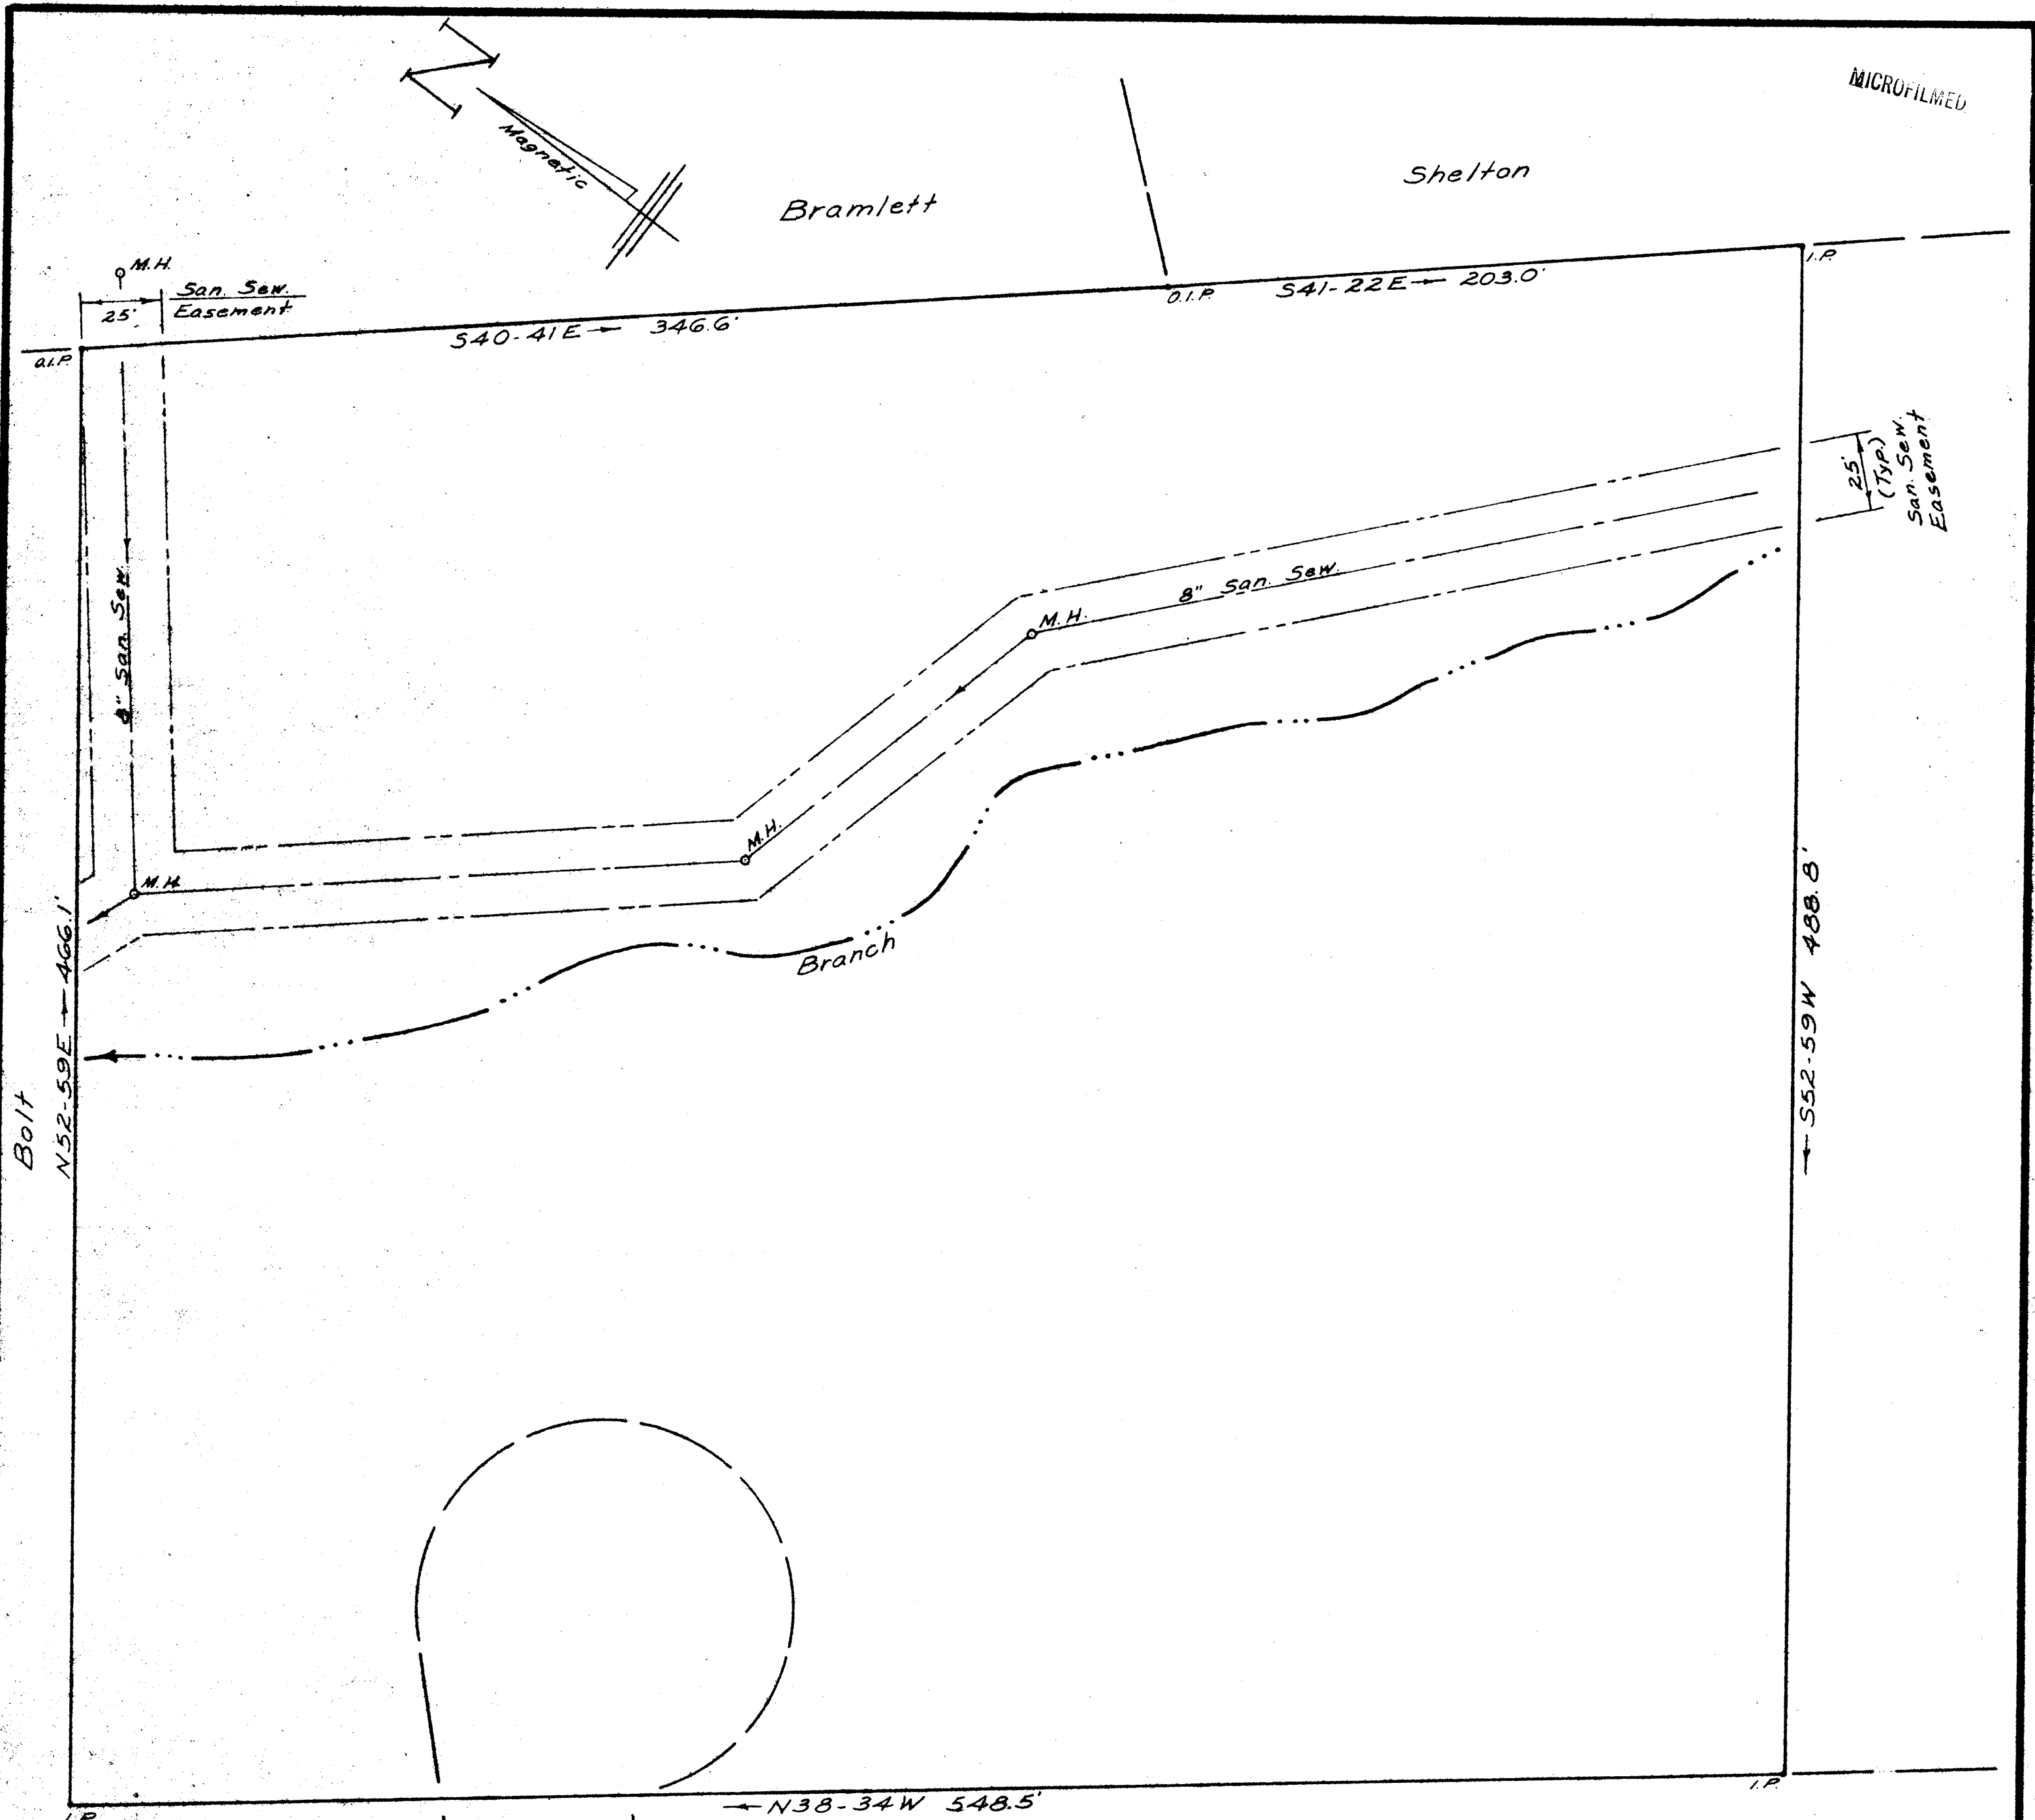 MICROFILMED
N
Magnetic
Bramlett
Shelton
M.H.
San. Sew.
Easement
25'
O.I.P.
S40-41E → 346.6'
O.I.P.
S41-22E → 203.0'
I.P.
25'
(Typ.)
San. Sew.
Easement
8" San. Sew.
8" San. Sew.
M.H.
M.H.
M.H.
Branch
Bolt
N52-59E → 466.1'
← S52-59W 488.8'
I.P.
← N38-34W 548.5'
I.P.